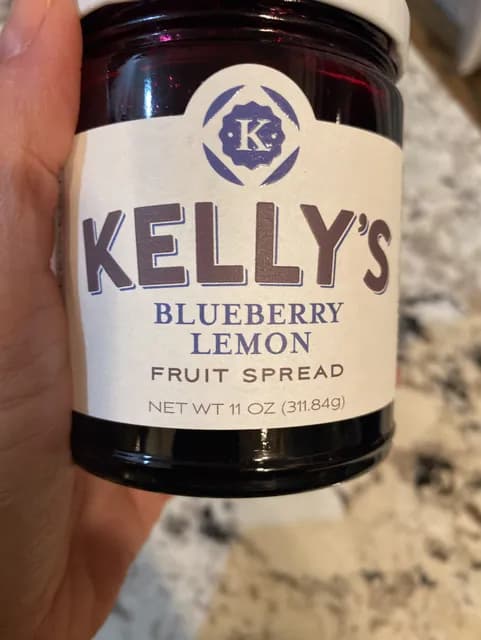 K
KELLY'S
BLUEBERRY
LEMON
FRUIT SPREAD
NET WT 11 OZ (311.84g)